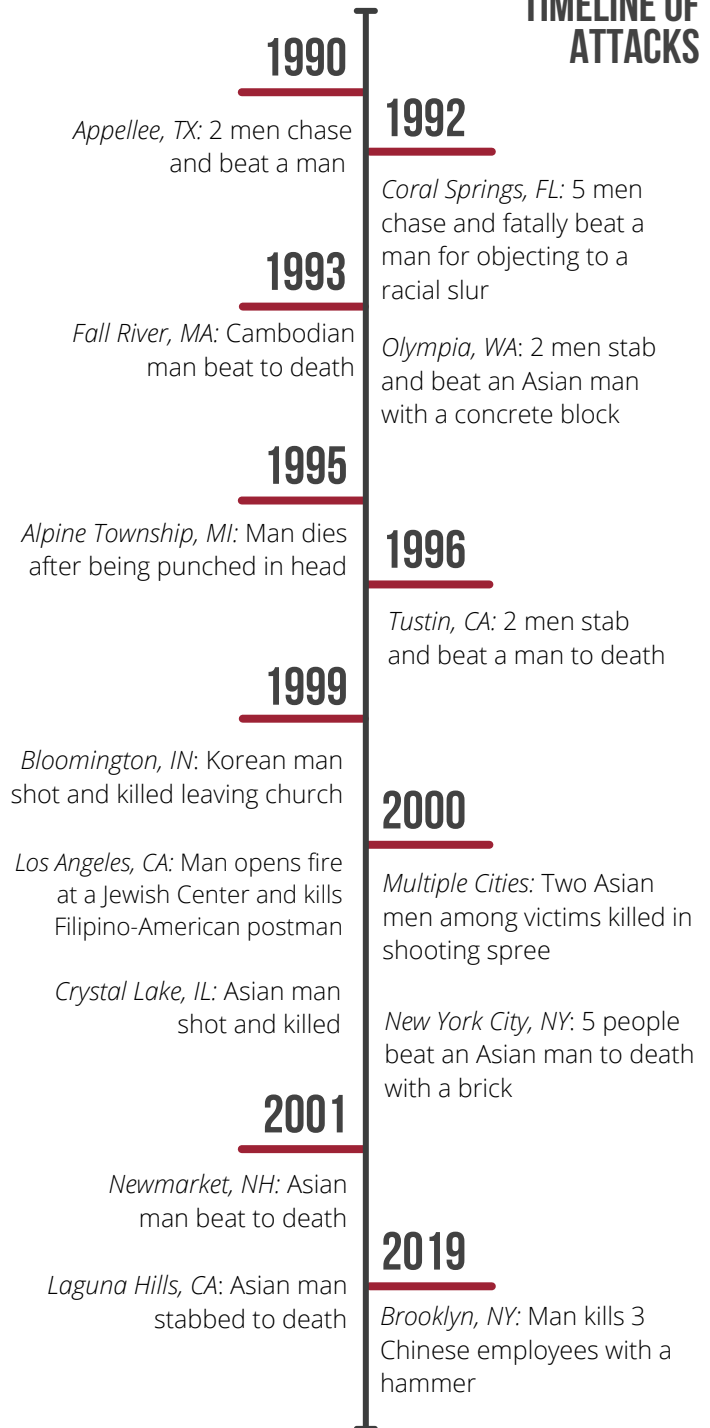 TIMELINE OF
ATTACKS
1990
Appellee, TX: 2 men chase
and beat a man
1992
Coral Springs, FL: 5 men
chase and fatally beat a
man for objecting to a
racial slur
Olympia, WA: 2 men stab
and beat an Asian man
with a concrete block
1993
Fall River, MA: Cambodian
man beat to death
1995
Alpine Township, MI: Man dies
after being punched in head
1996
Tustin, CA: 2 men stab
and beat a man to death
1999
Bloomington, IN: Korean man
shot and killed leaving church
Los Angeles, CA: Man opens fire
at a Jewish Center and kills
Filipino-American postman
Crystal Lake, IL: Asian man
shot and killed
2000
Multiple Cities: Two Asian
men among victims killed in
shooting spree
New York City, NY: 5 people
beat an Asian man to death
with a brick
2001
Newmarket, NH: Asian
man beat to death
Laguna Hills, CA: Asian man
stabbed to death
2019
Brooklyn, NY: Man kills 3
Chinese employees with a
hammer